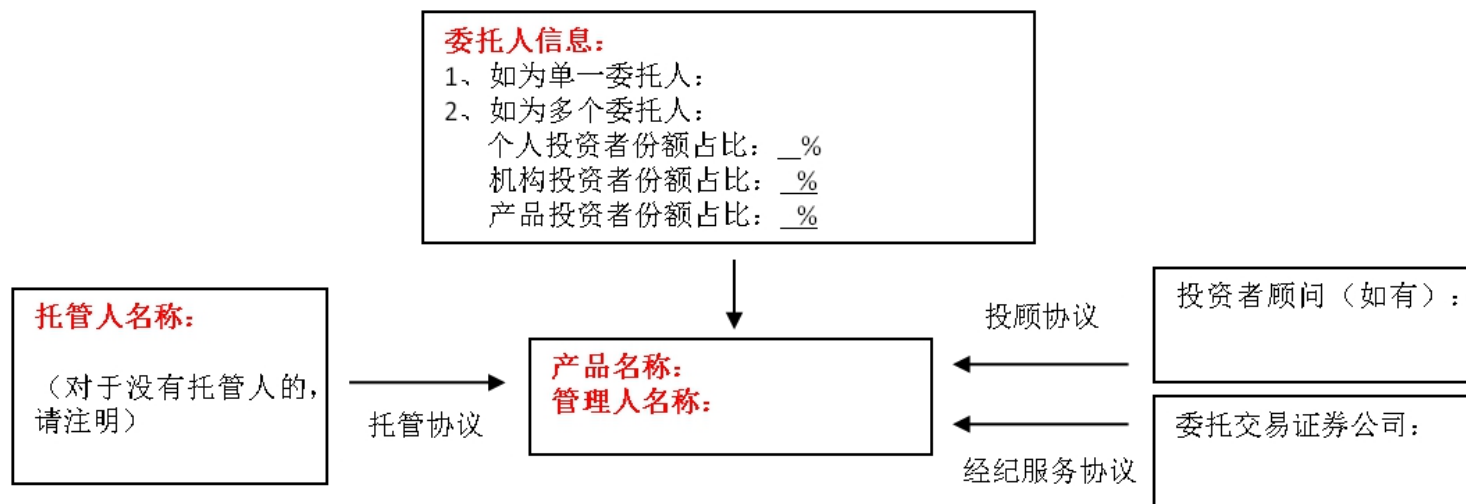 委托人信息：
1、如为单一委托人：
2、如为多个委托人：
个人投资者份额占比：__%
机构投资者份额占比：__%
产品投资者份额占比：__%
托管人名称：
（对于没有托管人的，
请注明）
托管协议
产品名称：
管理人名称：
投顾协议
经纪服务协议
投资者顾问（如有）：
委托交易证券公司：